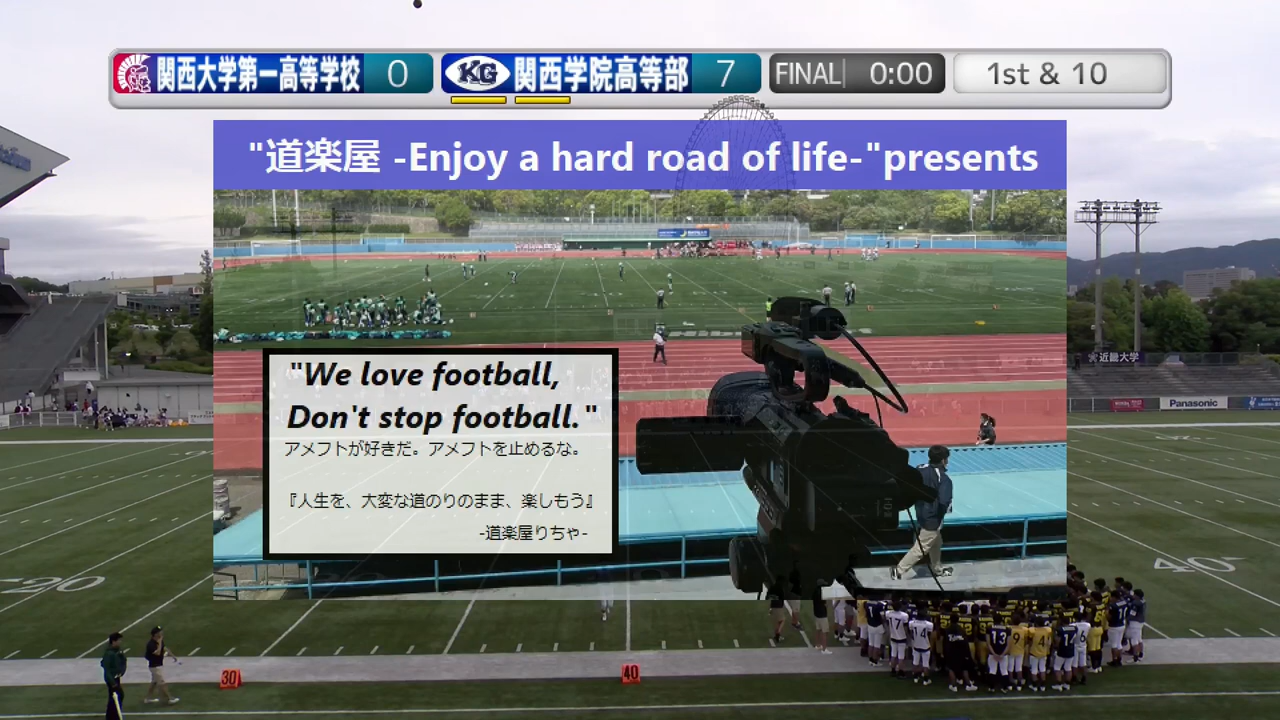 関西大学第一高等学校 0 KG 関西学院高等部 7 FINAL 0:00 1st & 10
"道楽屋 -Enjoy a hard road of life-"presents
"We love football,
Don't stop football."
アメフトが好きだ。アメフトを止めるな。
『人生を、大変な道のりのまま、楽しもう』
-道楽屋りちゃ-
近畿大学
Panasonic
20
40
30
40